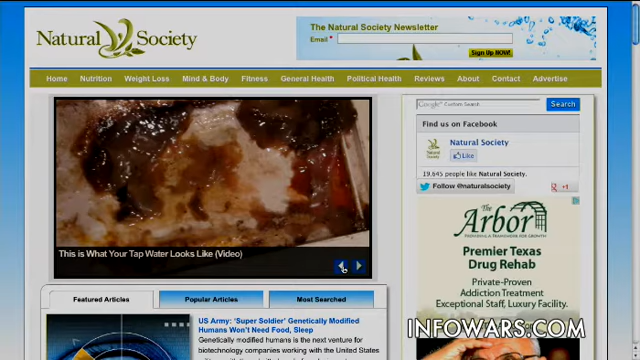 Natural Society
The Natural Society Newsletter
Email *
Sign Up NOW!
Home Nutrition Weight Loss Mind & Body Fitness General Health Political Health Reviews About Contact Advertise
This is What Your Tap Water Looks Like (Video)
Google Custom Search
Search
Find us on Facebook
Natural Society
Natural Society
Like
19,645 people like Natural Society.
Follow @naturalsociety
+1
The
Arbor
Premier Texas
Drug Rehab
Private-Proven
Addiction Treatment
Exceptional Staff, Luxury Facility.
Featured Articles Popular Articles Most Searched
US Army: ‘Super Soldier’ Genetically Modified
Humans Won’t Need Food, Sleep
Genetically modified humans is the next venture for
biotechnology companies working with the United States
INFOWARS.COM